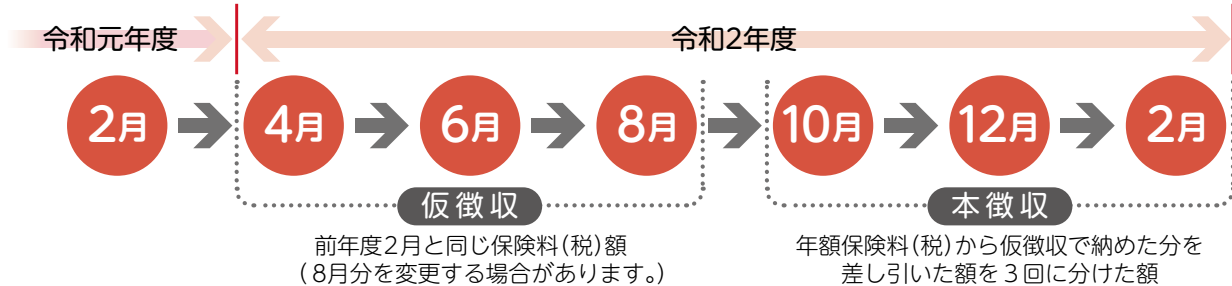 令和元年度
令和2年度
2月
4月
6月
8月
10月
12月
2月
仮徴収
本徴収
前年度2月と同じ保険料(税)額
(8月分を変更する場合があります。)
年額保険料(税)から仮徴収で納めた分を
差し引いた額を3回に分けた額